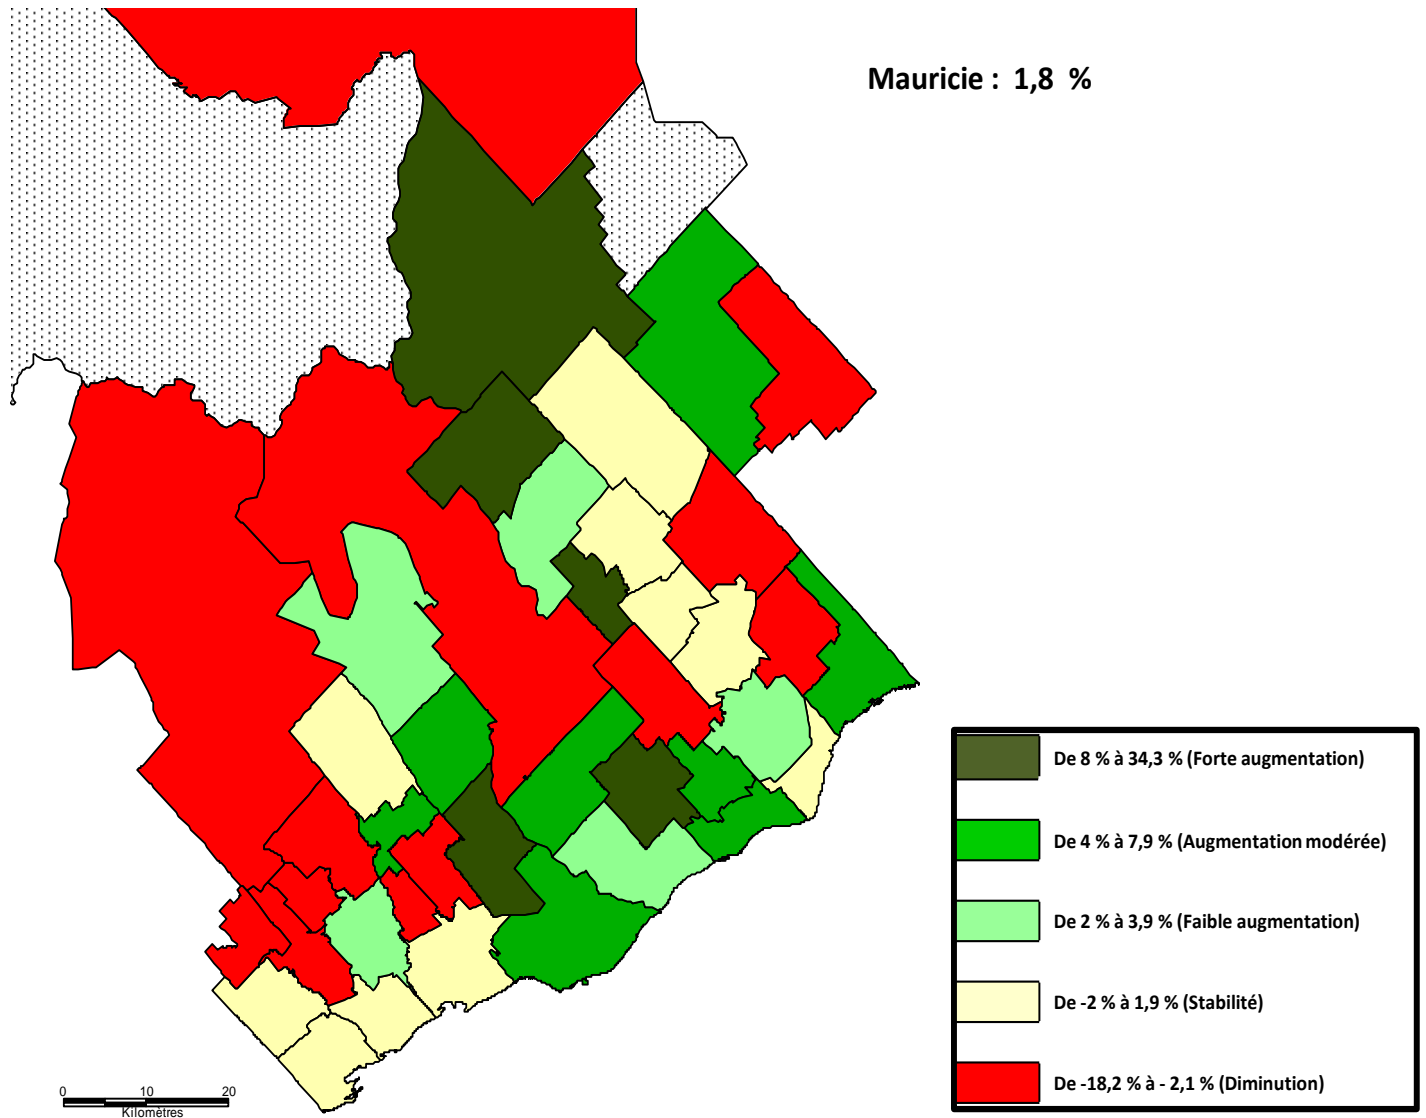 Mauricie : 1,8 %
De 8 % à 34,3 % (Forte augmentation)
De 4 % à 7,9 % (Augmentation modérée)
De 2 % à 3,9 % (Faible augmentation)
De -2 % à 1,9 % (Stabilité)
De -18,2 % à - 2,1 % (Diminution)
0 10 20
Kilomètres